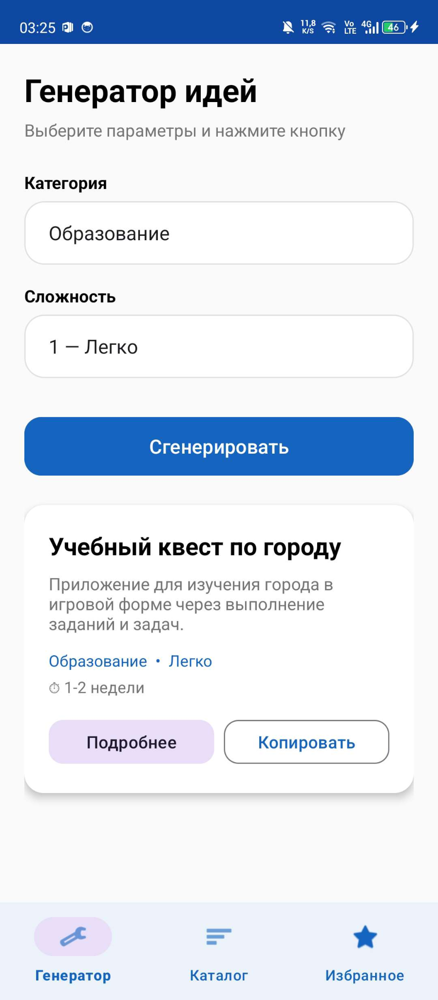 03:25
11,8 K/S
Vo LTE
4G
46
Генератор идей
Выберите параметры и нажмите кнопку
Категория
Образование
Сложность
1 — Легко
Сгенерировать
Учебный квест по городу
Приложение для изучения города в
игровой форме через выполнение
заданий и задач.
Образование • Легко
⏱ 1-2 недели
Подробнее
Копировать
Генератор
Каталог
Избранное